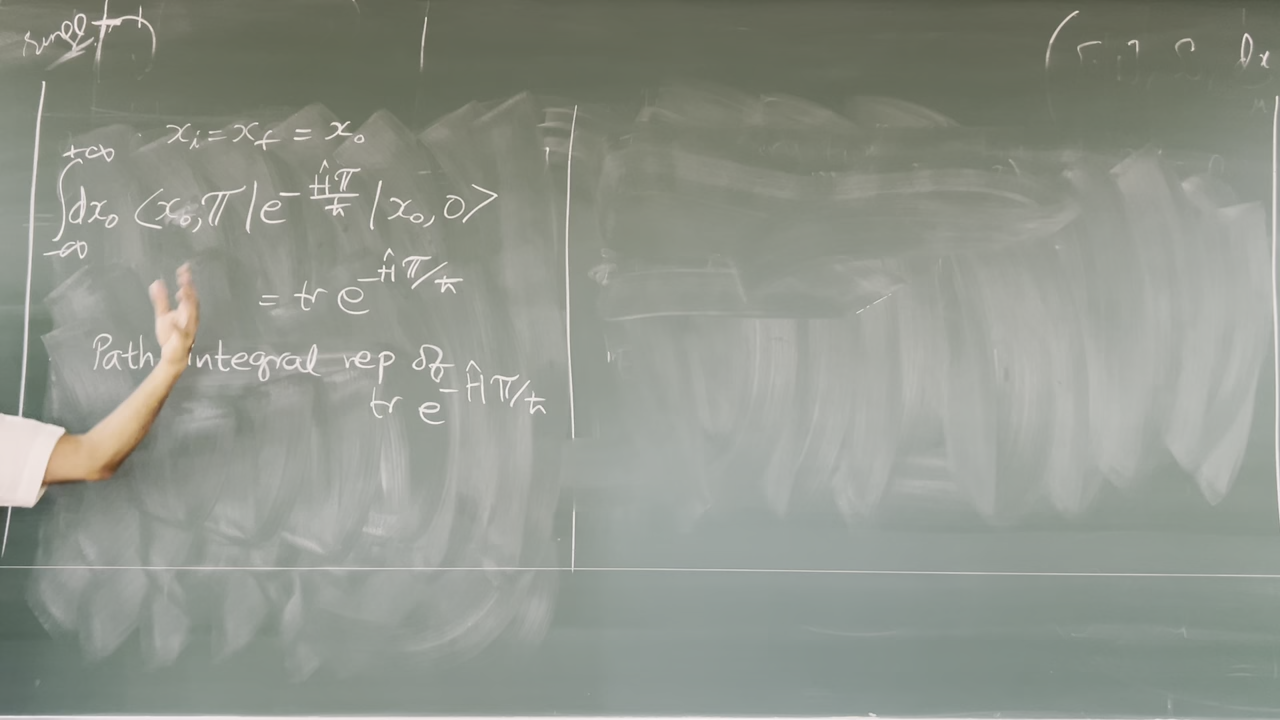 x_i = x_f = x_0
∫_{-∞}^{+∞} dx_0 ⟨x_0, π | e^{-Ĥπ/ħ} | x_0, 0⟩
= tr e^{-Ĥπ/ħ}
Path integral rep of
tr e^{-Ĥπ/ħ}